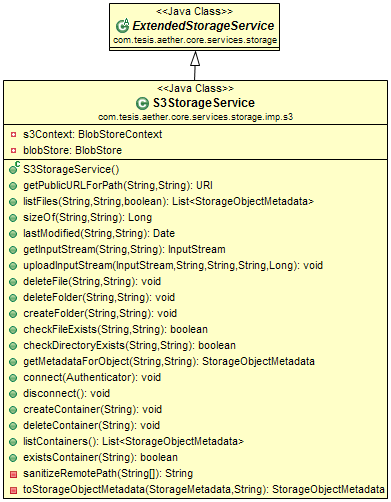 <<Java Class>>
ExtendedStorageService
com.tesis.aether.core.services.storage
<<Java Class>>
S3StorageService
com.tesis.aether.core.services.storage.imp.s3
s3Context: BlobStoreContext
blobStore: BlobStore
S3StorageService()
getPublicURLForPath(String,String): URI
listFiles(String,String,boolean): List<StorageObjectMetadata>
sizeOf(String,String): Long
lastModified(String,String): Date
getInputStream(String,String): InputStream
uploadInputStream(InputStream,String,String,String,Long): void
deleteFile(String,String): void
deleteFolder(String,String): void
createFolder(String,String): void
checkFileExists(String,String): boolean
checkDirectoryExists(String,String): boolean
getMetadataForObject(String,String): StorageObjectMetadata
connect(Authenticator): void
disconnect(): void
createContainer(String): void
deleteContainer(String): void
listContainers(): List<StorageObjectMetadata>
existsContainer(String): boolean
sanitizeRemotePath(String[]): String
toStorageObjectMetadata(StorageMetadata,String): StorageObjectMetadata